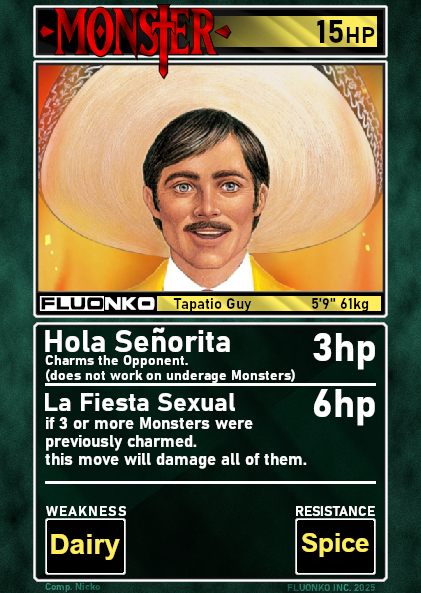 MONSTER
15HP
FLUONKO Tapatio Guy 5'9" 61kg
Hola Señorita 3hp
Charms the Opponent.
(does not work on underage Monsters)
La Fiesta Sexual 6hp
if 3 or more Monsters were
previously charmed.
this move will damage all of them.
WEAKNESS RESISTANCE
Dairy Spice
Comp. Nicko FLUONKO INC. 2025